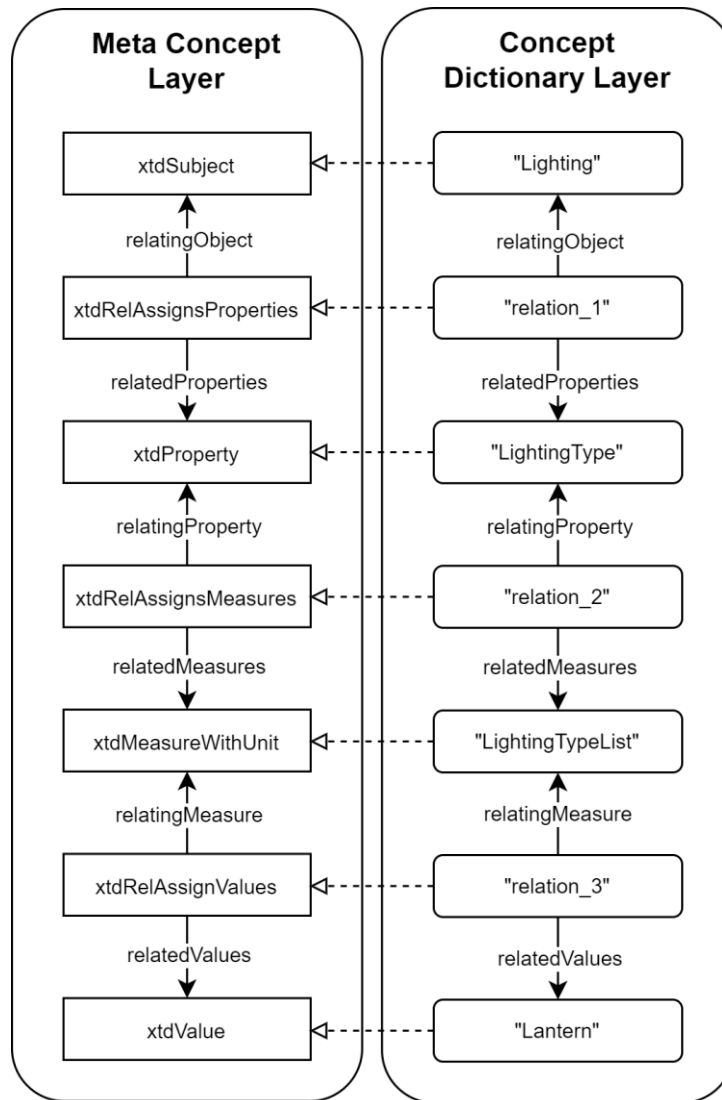 Meta Concept
Layer
xtdSubject
relatingObject
xtdRelAssignsProperties
relatedProperties
xtdProperty
relatingProperty
xtdRelAssignsMeasures
relatedMeasures
xtdMeasureWithUnit
relatingMeasure
xtdRelAssignValues
relatedValues
xtdValue
Concept
Dictionary Layer
"Lighting"
relatingObject
"relation_1"
relatedProperties
"LightingType"
relatingProperty
"relation_2"
relatedMeasures
"LightingTypeList"
relatingMeasure
"relation_3"
relatedValues
"Lantern"